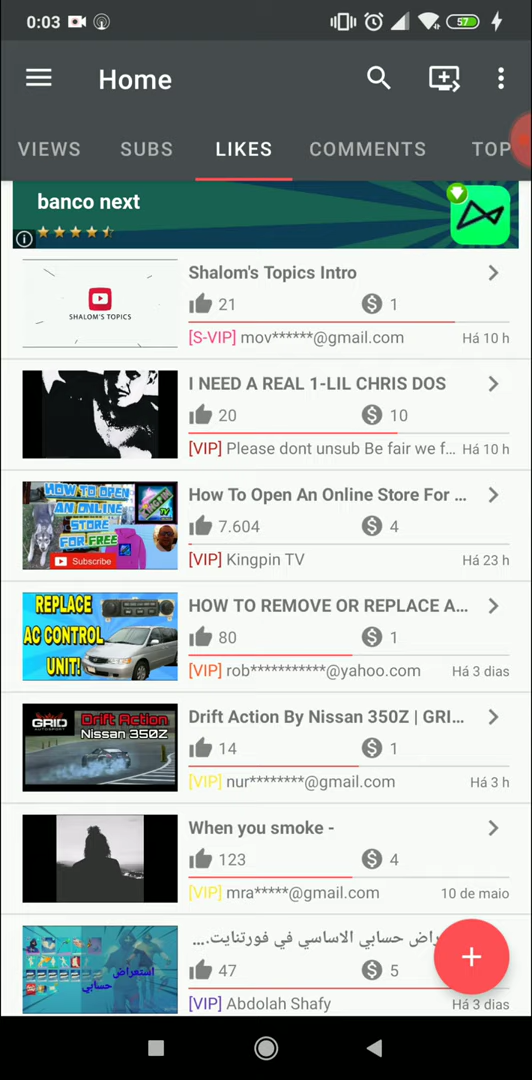 0:03 57
Home
VIEWS SUBS LIKES COMMENTS TOP
banco next
SHALOM'S TOPICS
Shalom's Topics Intro
21 $ 1
[S-VIP] mov******@gmail.com Há 10 h
I NEED A REAL 1-LIL CHRIS DOS
20 $ 10
[VIP] Please dont unsub Be fair we f... Há 10 h
HOW TO OPEN
AN ONLINE
STORE
FOR FREE
KINGPIN
TV
Subscribe
How To Open An Online Store For ...
7.604 $ 4
[VIP] Kingpin TV Há 23 h
REPLACE
AC CONTROL
UNIT!
HOW TO REMOVE OR REPLACE A...
80 $ 1
[VIP] rob***********@yahoo.com Há 3 dias
GRID
AUTOSPORT
Drift Action
Nissan 350Z
Drift Action By Nissan 350Z | GRI...
14 $ 1
[VIP] nur********@gmail.com Há 3 h
When you smoke -
123 $ 4
[VIP] mra*****@gmail.com 10 de maio
استعراض
حسابي
حسابي الاساسي في فورتنايت...
47 $ 5
[VIP] Abdolah Shafy Há 3 dias
+